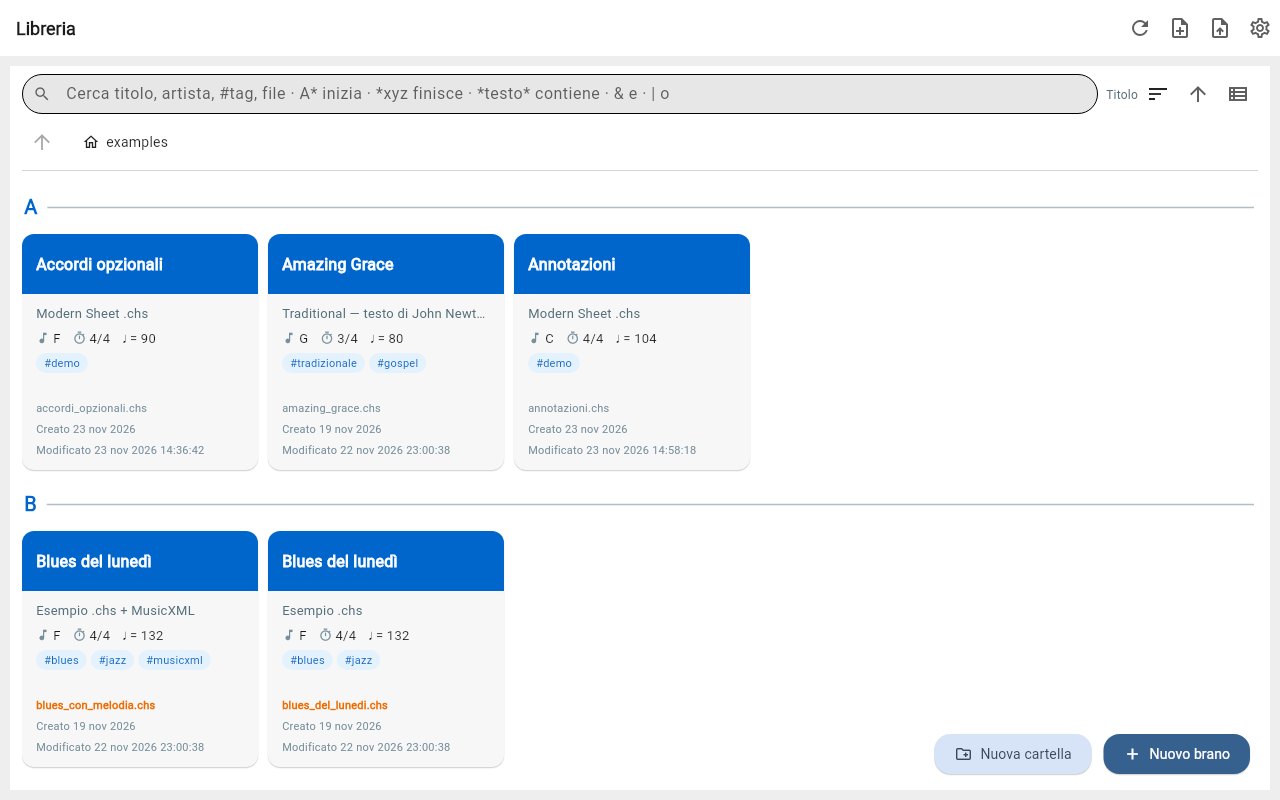 Libreria
Cerca titolo, artista, #tag, file · A* inizia · *xyz finisce · *testo* contiene · & e · | o
Titolo
examples
A
Accordi opzionali
Modern Sheet .chs
F 4/4 ♩= 90
#demo
accordi_opzionali.chs
Creato 23 nov 2026
Modificato 23 nov 2026 14:36:42
Amazing Grace
Traditional — testo di John Newt…
G 3/4 ♩= 80
#tradizionale #gospel
amazing_grace.chs
Creato 19 nov 2026
Modificato 22 nov 2026 23:00:38
Annotazioni
Modern Sheet .chs
C 4/4 ♩= 104
#demo
annotazioni.chs
Creato 23 nov 2026
Modificato 23 nov 2026 14:58:18
B
Blues del lunedì
Esempio .chs + MusicXML
F 4/4 ♩= 132
#blues #jazz #musicxml
blues_con_melodia.chs
Creato 19 nov 2026
Modificato 22 nov 2026 23:00:38
Blues del lunedì
Esempio .chs
F 4/4 ♩= 132
#blues #jazz
blues_del_lunedi.chs
Creato 19 nov 2026
Modificato 22 nov 2026 23:00:38
Nuova cartella
Nuovo brano